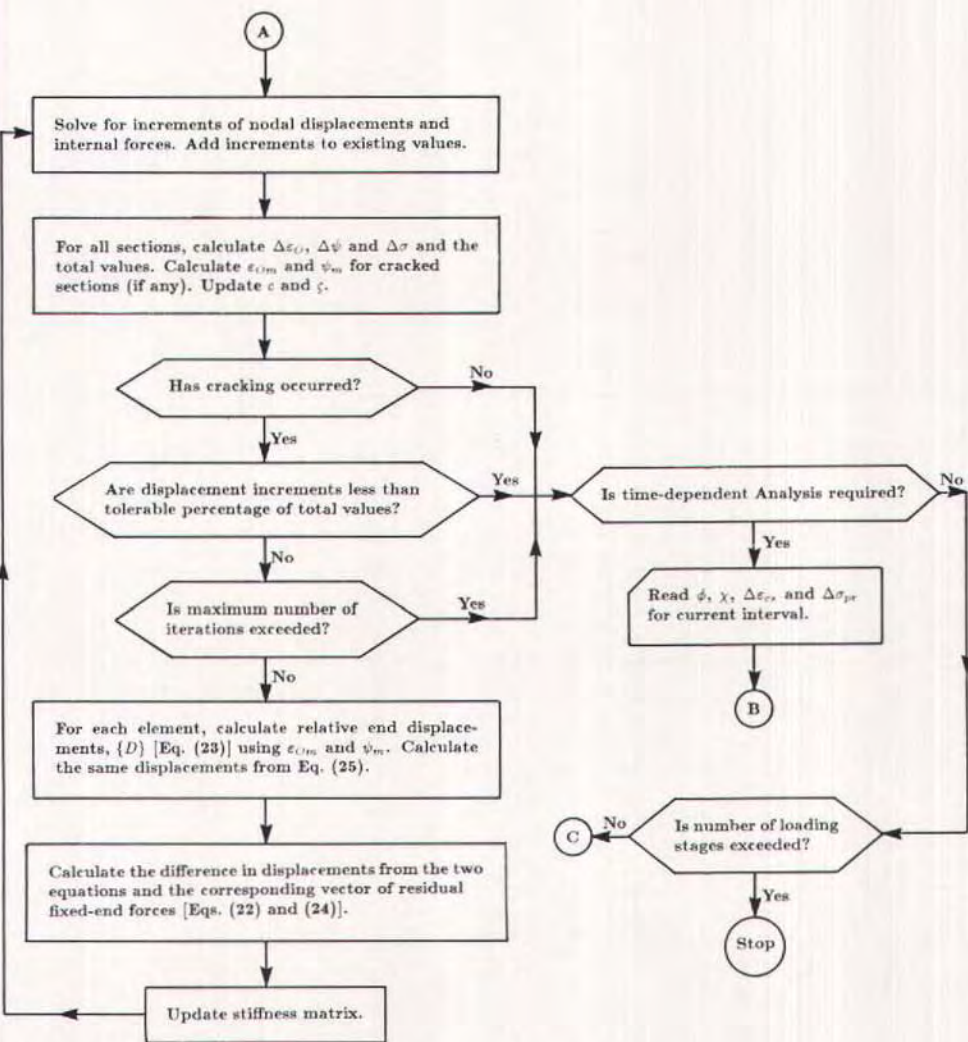 A
Solve for increments of nodal displacements and
internal forces. Add increments to existing values.
For all sections, calculate Δε_O, Δψ and Δσ and the
total values. Calculate ε_Om and ψ_m for cracked
sections (if any). Update c and ζ.
Has cracking occurred?
No
Yes
Are displacement increments less than
tolerable percentage of total values?
Yes
No
Is maximum number of
iterations exceeded?
Yes
No
For each element, calculate relative end displace-
ments, {D} [Eq. (23)] using ε_Om and ψ_m. Calculate
the same displacements from Eq. (25).
Calculate the difference in displacements from the two
equations and the corresponding vector of residual
fixed-end forces [Eqs. (22) and (24)].
Update stiffness matrix.
Is time-dependent Analysis required?
No
Yes
Read φ, χ, Δε_cs and Δσ_pr
for current interval.
B
Is number of loading
stages exceeded?
No
C
Yes
Stop